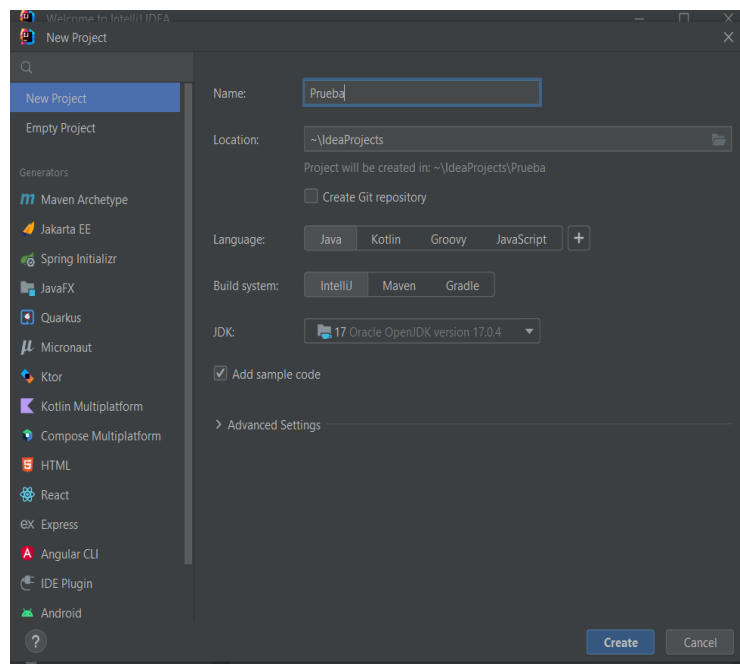 Welcome to IntelliJ IDEA
New Project
New Project
Empty Project
Generators
Maven Archetype
Jakarta EE
Spring Initializr
JavaFX
Quarkus
Micronaut
Ktor
Kotlin Multiplatform
Compose Multiplatform
HTML
React
ex Express
Angular CLI
IDE Plugin
Android
?
Name: Prueba
Location: ~\IdeaProjects
Project will be created in: ~\IdeaProjects\Prueba
Create Git repository
Language: Java Kotlin Groovy JavaScript +
Build system: IntelliJ Maven Gradle
JDK: 17 Oracle OpenJDK version 17.0.4
Add sample code
Advanced Settings
Create Cancel